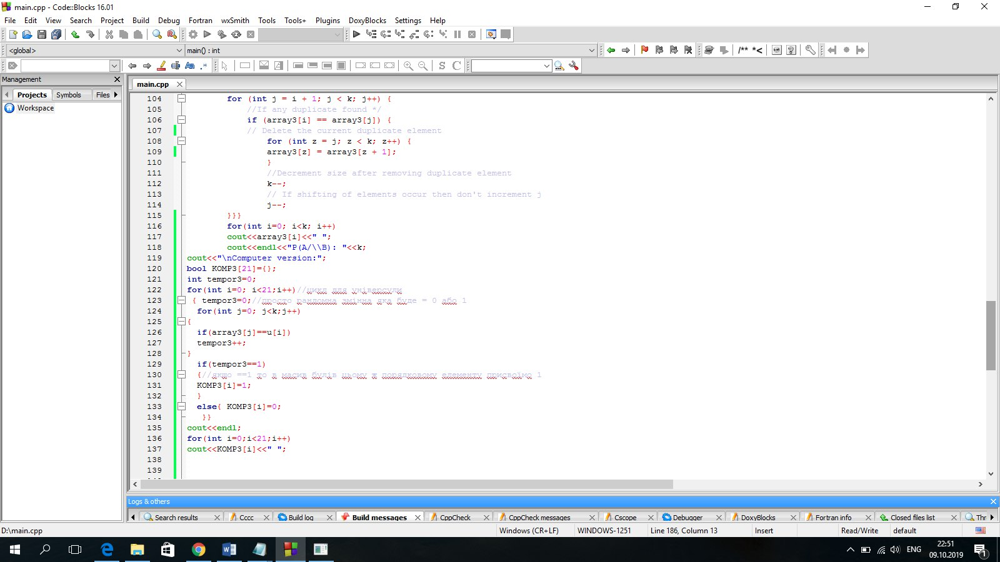 main.cpp - Code::Blocks 16.01
File Edit View Search Project Build Debug Fortran wxSmith Tools Tools+ Plugins DoxyBlocks Settings Help
<global> main() : int
/** *<
Aa .* S C
Management
main.cpp
Projects Symbols Files
Workspace
104 for (int j = i + 1; j < k; j++) {
105 //If any duplicate found */
106 if (array3[i] == array3[j]) {
107 // Delete the current duplicate element
108 for (int z = j; z < k; z++) {
109 array3[z] = array3[z + 1];
110 }
111 //Decrement size after removing duplicate element
112 k--;
113 // If shifting of elements occur then don't increment j
114 j--;
115 }}}
116 for(int i=0; i<k; i++)
117 cout<<array3[i]<<" ";
118 cout<<endl<<"P(A/\\B): "<<k;
119 cout<<"\nComputer version:";
120 bool KOMP3[21]={};
121 int tempor3=0;
122 for(int i=0; i<21;i++)//цикл для універсули
123 { tempor3=0;//просто рандомна змінна яка буде = 0 або 1
124 for(int j=0; j<k;j++)
125 {
126 if(array3[j]==u[i])
127 tempor3++;
128 }
129 if(tempor3==1)
130 {//якщо ==1 то в масив булів цьому ж порядковому елементу присвоїмо 1
131 KOMP3[i]=1;
132 }
133 else{ KOMP3[i]=0;
134 }}
135 cout<<endl;
136 for(int i=0;i<21;i++)
137 cout<<KOMP3[i]<<" ";
138
139
Logs & others
Search results Cccc Build log Build messages CppCheck CppCheck messages Cscope Debugger DoxyBlocks Fortran info Closed files list Thr
D:\main.cpp Windows (CR+LF) WINDOWS-1251 Line 186, Column 13 Insert Read/Write default
ENG 22:51
09.10.2019 1